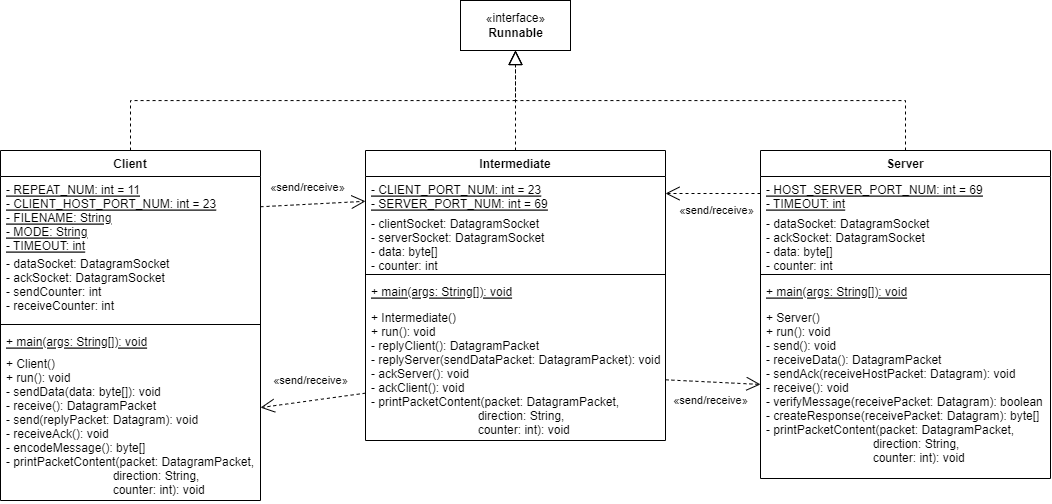 «interface»
Runnable
Client
- REPEAT_NUM: int = 11
- CLIENT_HOST_PORT_NUM: int = 23
- FILENAME: String
- MODE: String
- TIMEOUT: int
- dataSocket: DatagramSocket
- ackSocket: DatagramSocket
- sendCounter: int
- receiveCounter: int
+ main(args: String[]): void
+ Client()
+ run(): void
- sendData(data: byte[]): void
- receive(): DatagramPacket
- send(replyPacket: Datagram): void
- receiveAck(): void
- encodeMessage(): byte[]
- printPacketContent(packet: DatagramPacket,
direction: String,
counter: int): void
«send/receive»
«send/receive»
Intermediate
- CLIENT_PORT_NUM: int = 23
- SERVER_PORT_NUM: int = 69
- clientSocket: DatagramSocket
- serverSocket: DatagramSocket
- data: byte[]
- counter: int
+ main(args: String[]): void
+ Intermediate()
+ run(): void
- replyClient(): DatagramPacket
- replyServer(sendDataPacket: DatagramPacket): void
- ackServer(): void
- ackClient(): void
- printPacketContent(packet: DatagramPacket,
direction: String,
counter: int): void
«send/receive»
«send/receive»
Server
- HOST_SERVER_PORT_NUM: int = 69
- TIMEOUT: int
- dataSocket: DatagramSocket
- ackSocket: DatagramSocket
- data: byte[]
- counter: int
+ main(args: String[]): void
+ Server()
+ run(): void
- send(): void
- receiveData(): DatagramPacket
- sendAck(receiveHostPacket: Datagram): void
- receive(): void
- verifyMessage(receivePacket: Datagram): boolean
- createResponse(receivePacket: Datagram): byte[]
- printPacketContent(packet: DatagramPacket,
direction: String,
counter: int): void